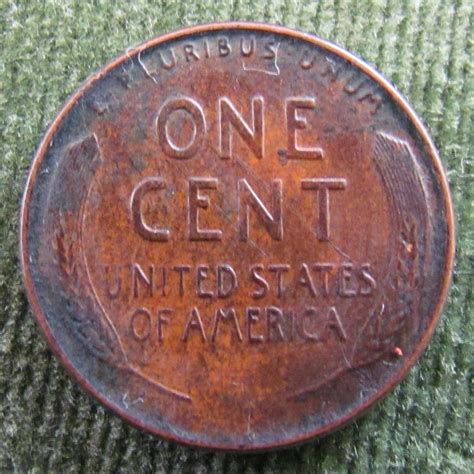 E PLURIBUS UNUM
ONE
CENT
UNITED STATES
OF AMERICA